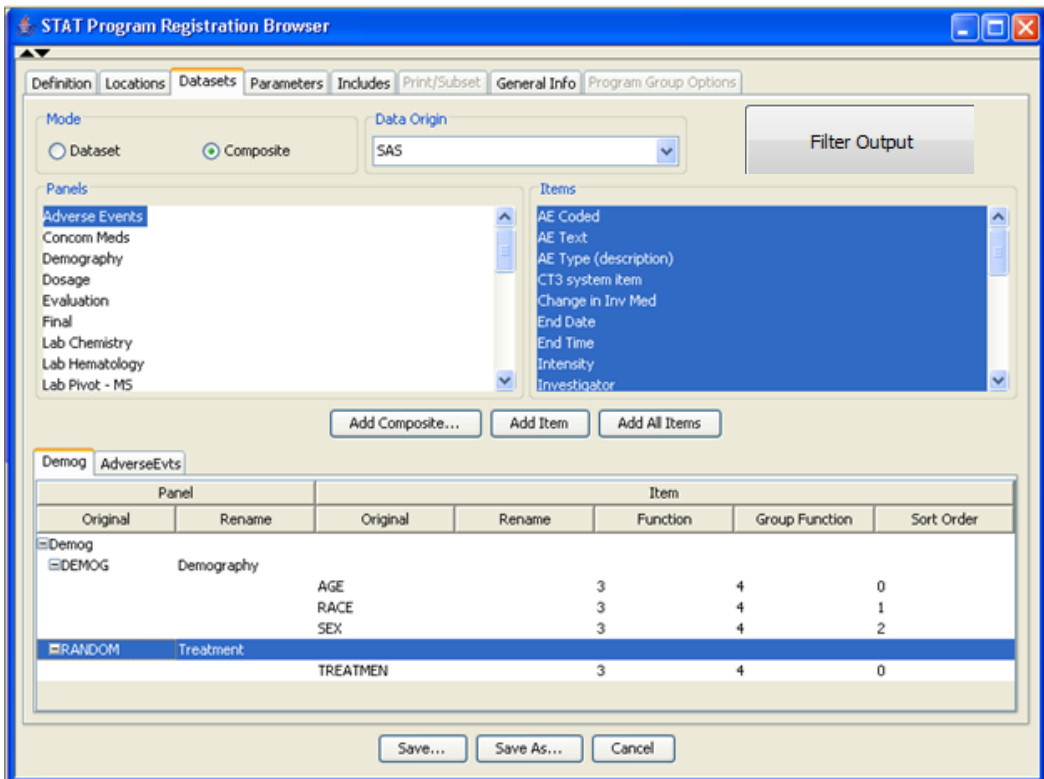 STAT Program Registration Browser
Definition Locations Datasets Parameters Includes Print/Subset General Info Program Group Options
Mode
Dataset Composite
Data Origin
SAS
Filter Output
Panels
Adverse Events
Concom Meds
Demography
Dosage
Evaluation
Final
Lab Chemistry
Lab Hematology
Lab Pivot - MS
Items
AE Coded
AE Text
AE Type (description)
CT3 system item
Change in Inv Med
End Date
End Time
Intensity
Investigator
Add Composite... Add Item Add All Items
Demog AdverseEvts
Panel Item
Original Rename Original Rename Function Group Function Sort Order
Demog
DEMOG Demography
AGE 3 4 0
RACE 3 4 1
SEX 3 4 2
RANDOM Treatment
TREATMEN 3 4 0
Save... Save As... Cancel